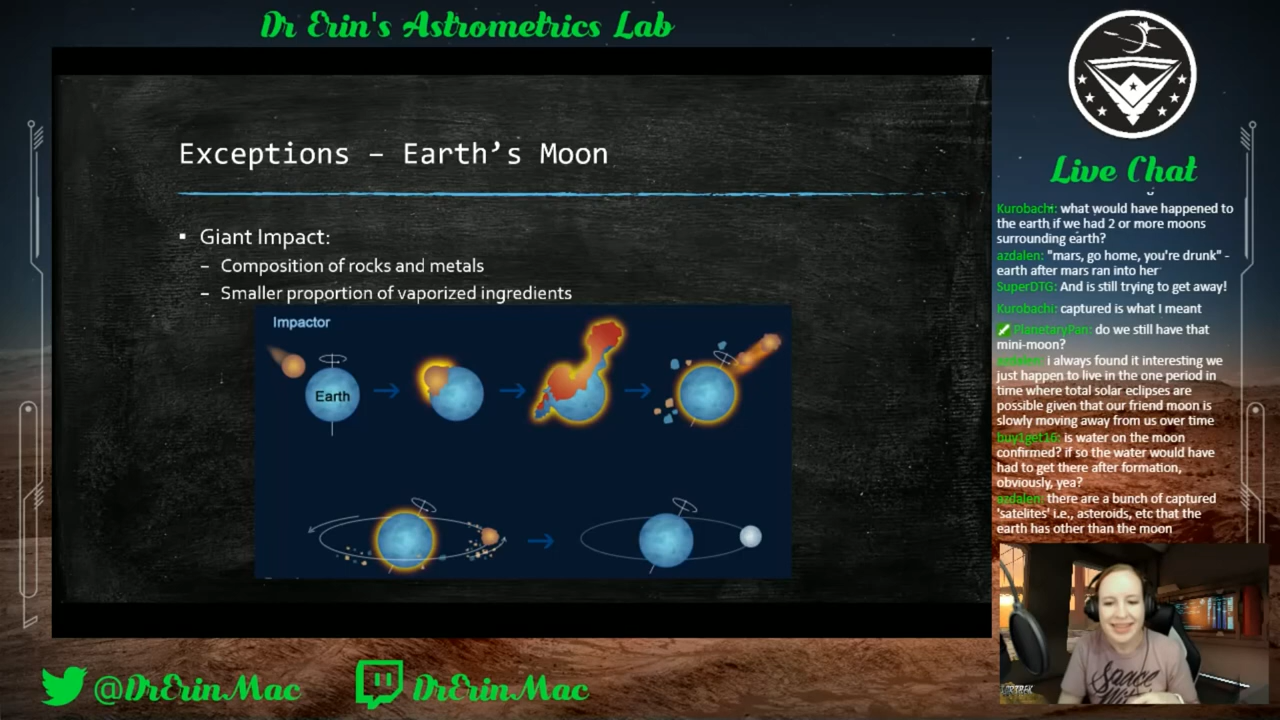 Dr Erin's Astrometrics Lab
Exceptions – Earth's Moon
▪ Giant Impact:
– Composition of rocks and metals
– Smaller proportion of vaporized ingredients
Impactor
Earth
Live Chat
Kurobachi: what would have happened to
the earth if we had 2 or more moons
surrounding earth?
azdalen: "mars, go home, you're drunk" -
earth after mars ran into her
SuperDTG: And is still trying to get away!
Kurobachi: captured is what I meant
PlanetaryPan: do we still have that
mini-moon?
azdalen: i always found it interesting we
just happen to live in the one period in
time where total solar eclipses are
possible given that our friend moon is
slowly moving away from us over time
buy1get16: is water on the moon
confirmed? if so the water would have
had to get there after formation,
obviously, yea?
azdalen: there are a bunch of captured
'satelites' i.e., asteroids, etc that the
earth has other than the moon
Space
@DrErinMac
DrErinMac